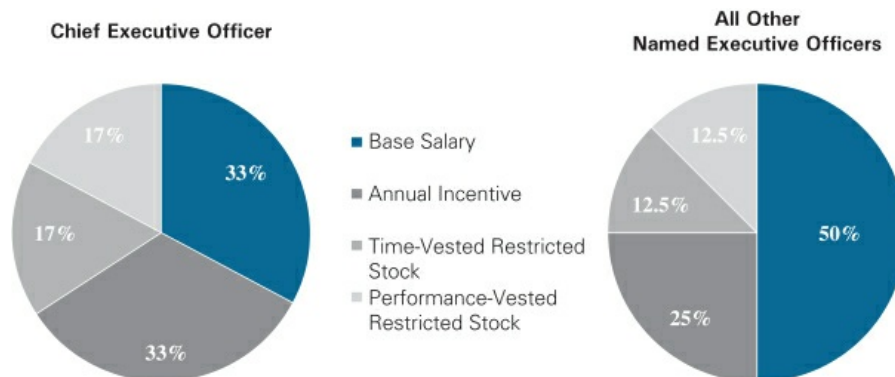 Chief Executive Officer
17%
33%
17%
33%
Base Salary
Annual Incentive
Time-Vested Restricted
Stock
Performance-Vested
Restricted Stock
All Other
Named Executive Officers
12.5%
12.5%
50%
25%